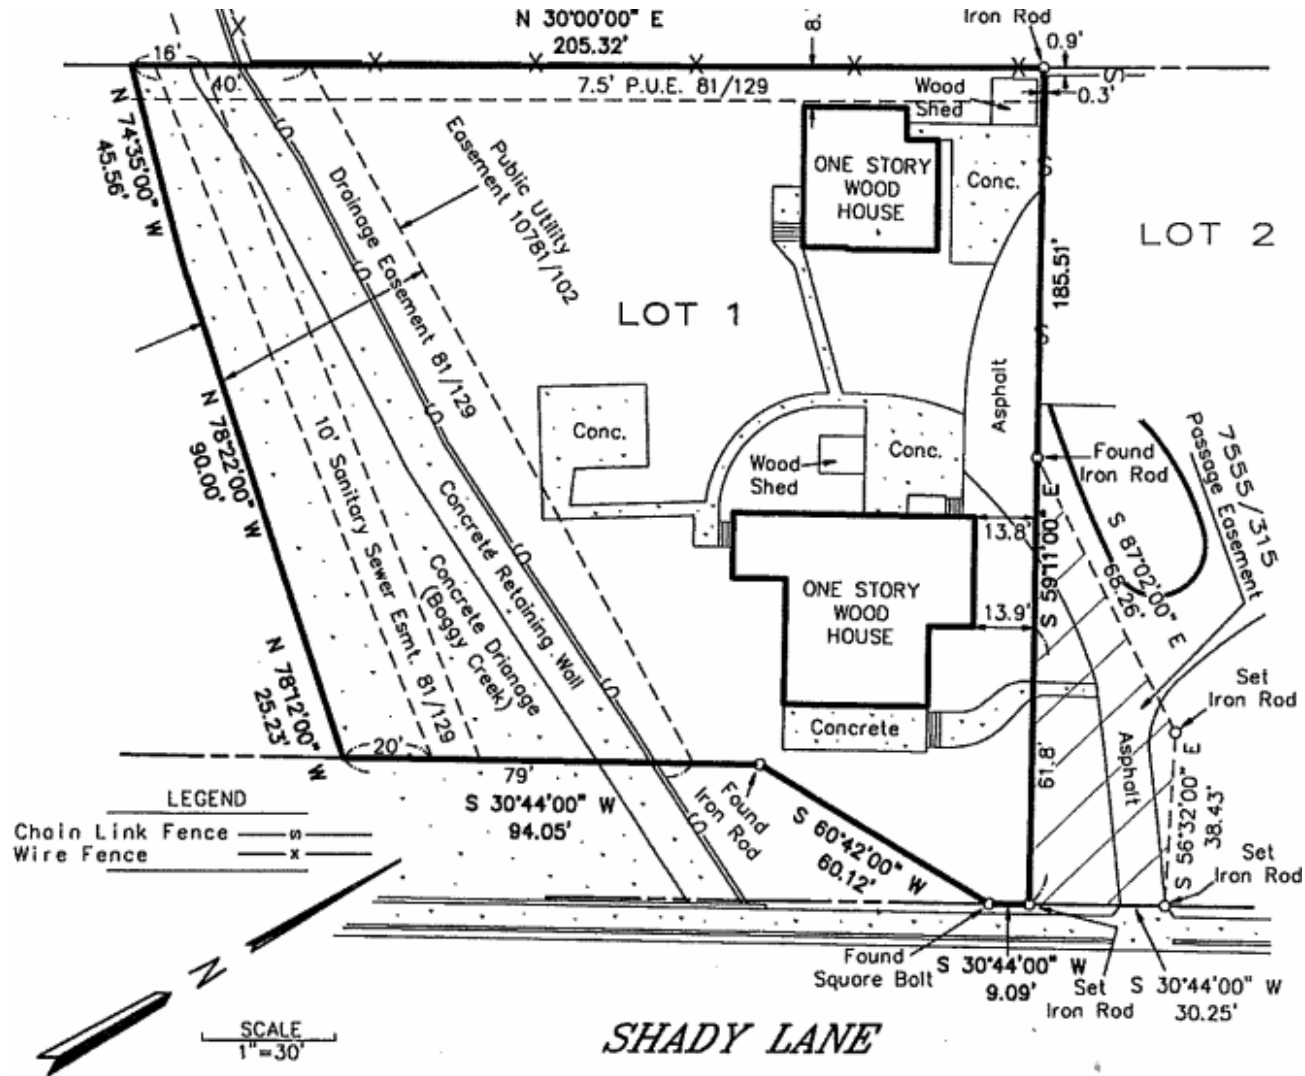 N 30°00'00" E
205.32'
8.
Iron Rod
0.9'
16'
40'
7.5' P.U.E. 81/129
Wood
Shed
0.3'
S
N 74°35'00" W
45.56'
Drainage Easement 81/129
Public Utility
Easement 10781/102
ONE STORY
WOOD
HOUSE
Conc.
LOT 2
185.51'
LOT 1
Asphalt
N 78°22'00" W
90.00'
10' Sanitary Sewer Esmt. 81/129
Conc.
Wood
Shed
Conc.
Found
Iron Rod
7555/315
Passage Easement
Concrete Retaining Wall
Concrete Drianage
(Boggy Creek)
13.8'
S 59°11'00" E
S 87°02'00" E
68.26'
ONE STORY
WOOD
HOUSE
13.9'
N 78°12'00" W
25.23'
Set
Iron Rod
Concrete
61.8'
Asphalt
20'
79'
S 30°44'00" W
94.05'
Found
Iron Rod
S 60°42'00" W
60.12'
S 56°32'00" E
38.43'
Set
Iron Rod
LEGEND
Chain Link Fence S
Wire Fence X
Found
Square Bolt
S 30°44'00" W
9.09'
Set
Iron Rod
S 30°44'00" W
30.25'
N
SCALE
1"=30'
SHADY LANE